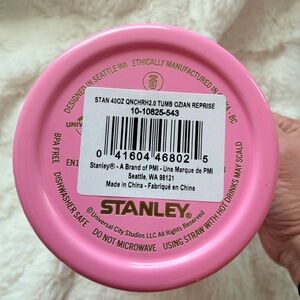 DESIGNED IN SEATTLE WA ETHICALLY MANUFACTURED IN
STAN 40OZ QNCHRH2.0 TUMB OZIAN REPRISE
10-10625-543
0 41604 46802 5
Stanley® - A Brand of PMI - Une Marque de PMI
Seattle, WA 98121
Made in China - Fabriqué en Chine
STANLEY®
©Universal City Studios LLC All Rights Reserved
BPA FREE DISHWASHER SAFE DO NOT MICROWAVE USING STRAW WITH HOT DRINKS MAY SCALD